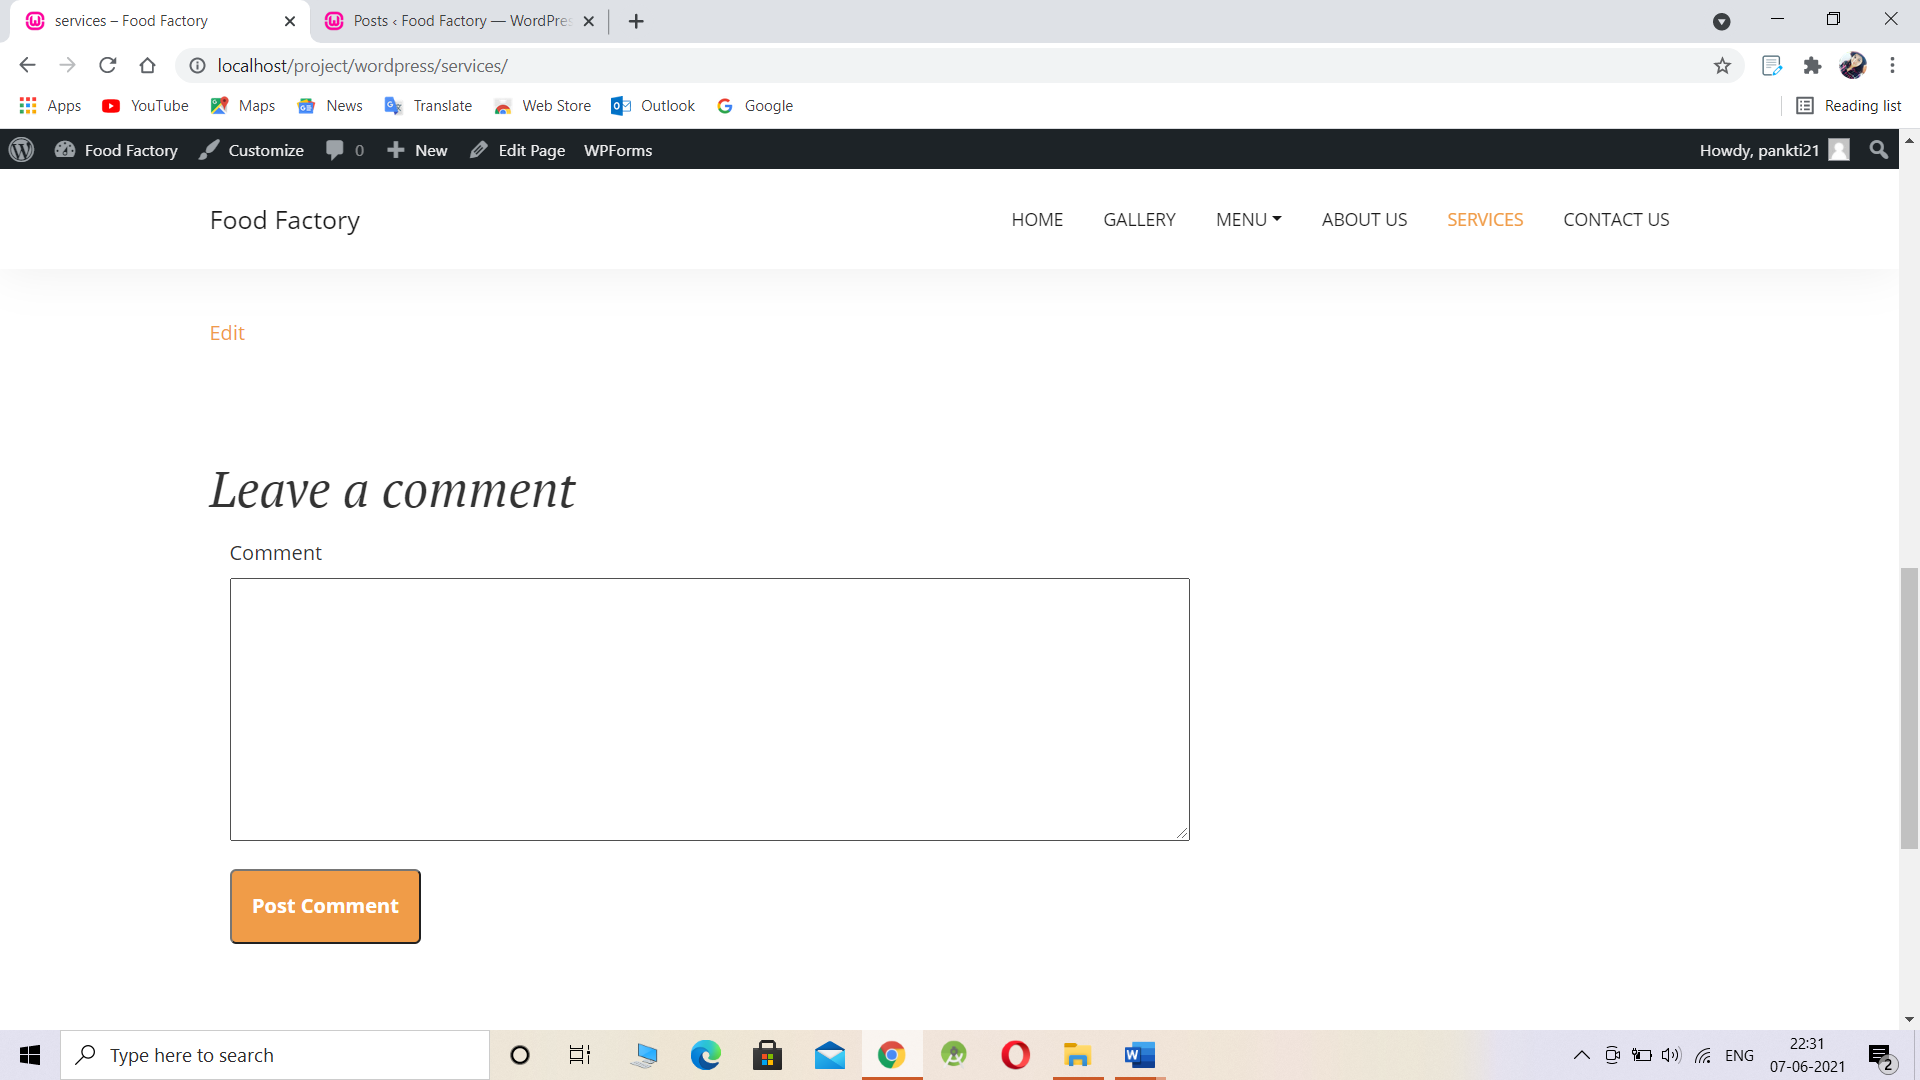 services – Food Factory
Posts ‹ Food Factory — WordPres
localhost/project/wordpress/services/
Apps YouTube Maps News Translate Web Store Outlook Google Reading list
Food Factory Customize 0 New Edit Page WPForms Howdy, pankti21
Food Factory HOME GALLERY MENU ABOUT US SERVICES CONTACT US
Edit
Leave a comment
Comment
Post Comment
Type here to search
ENG
22:31
07-06-2021
2